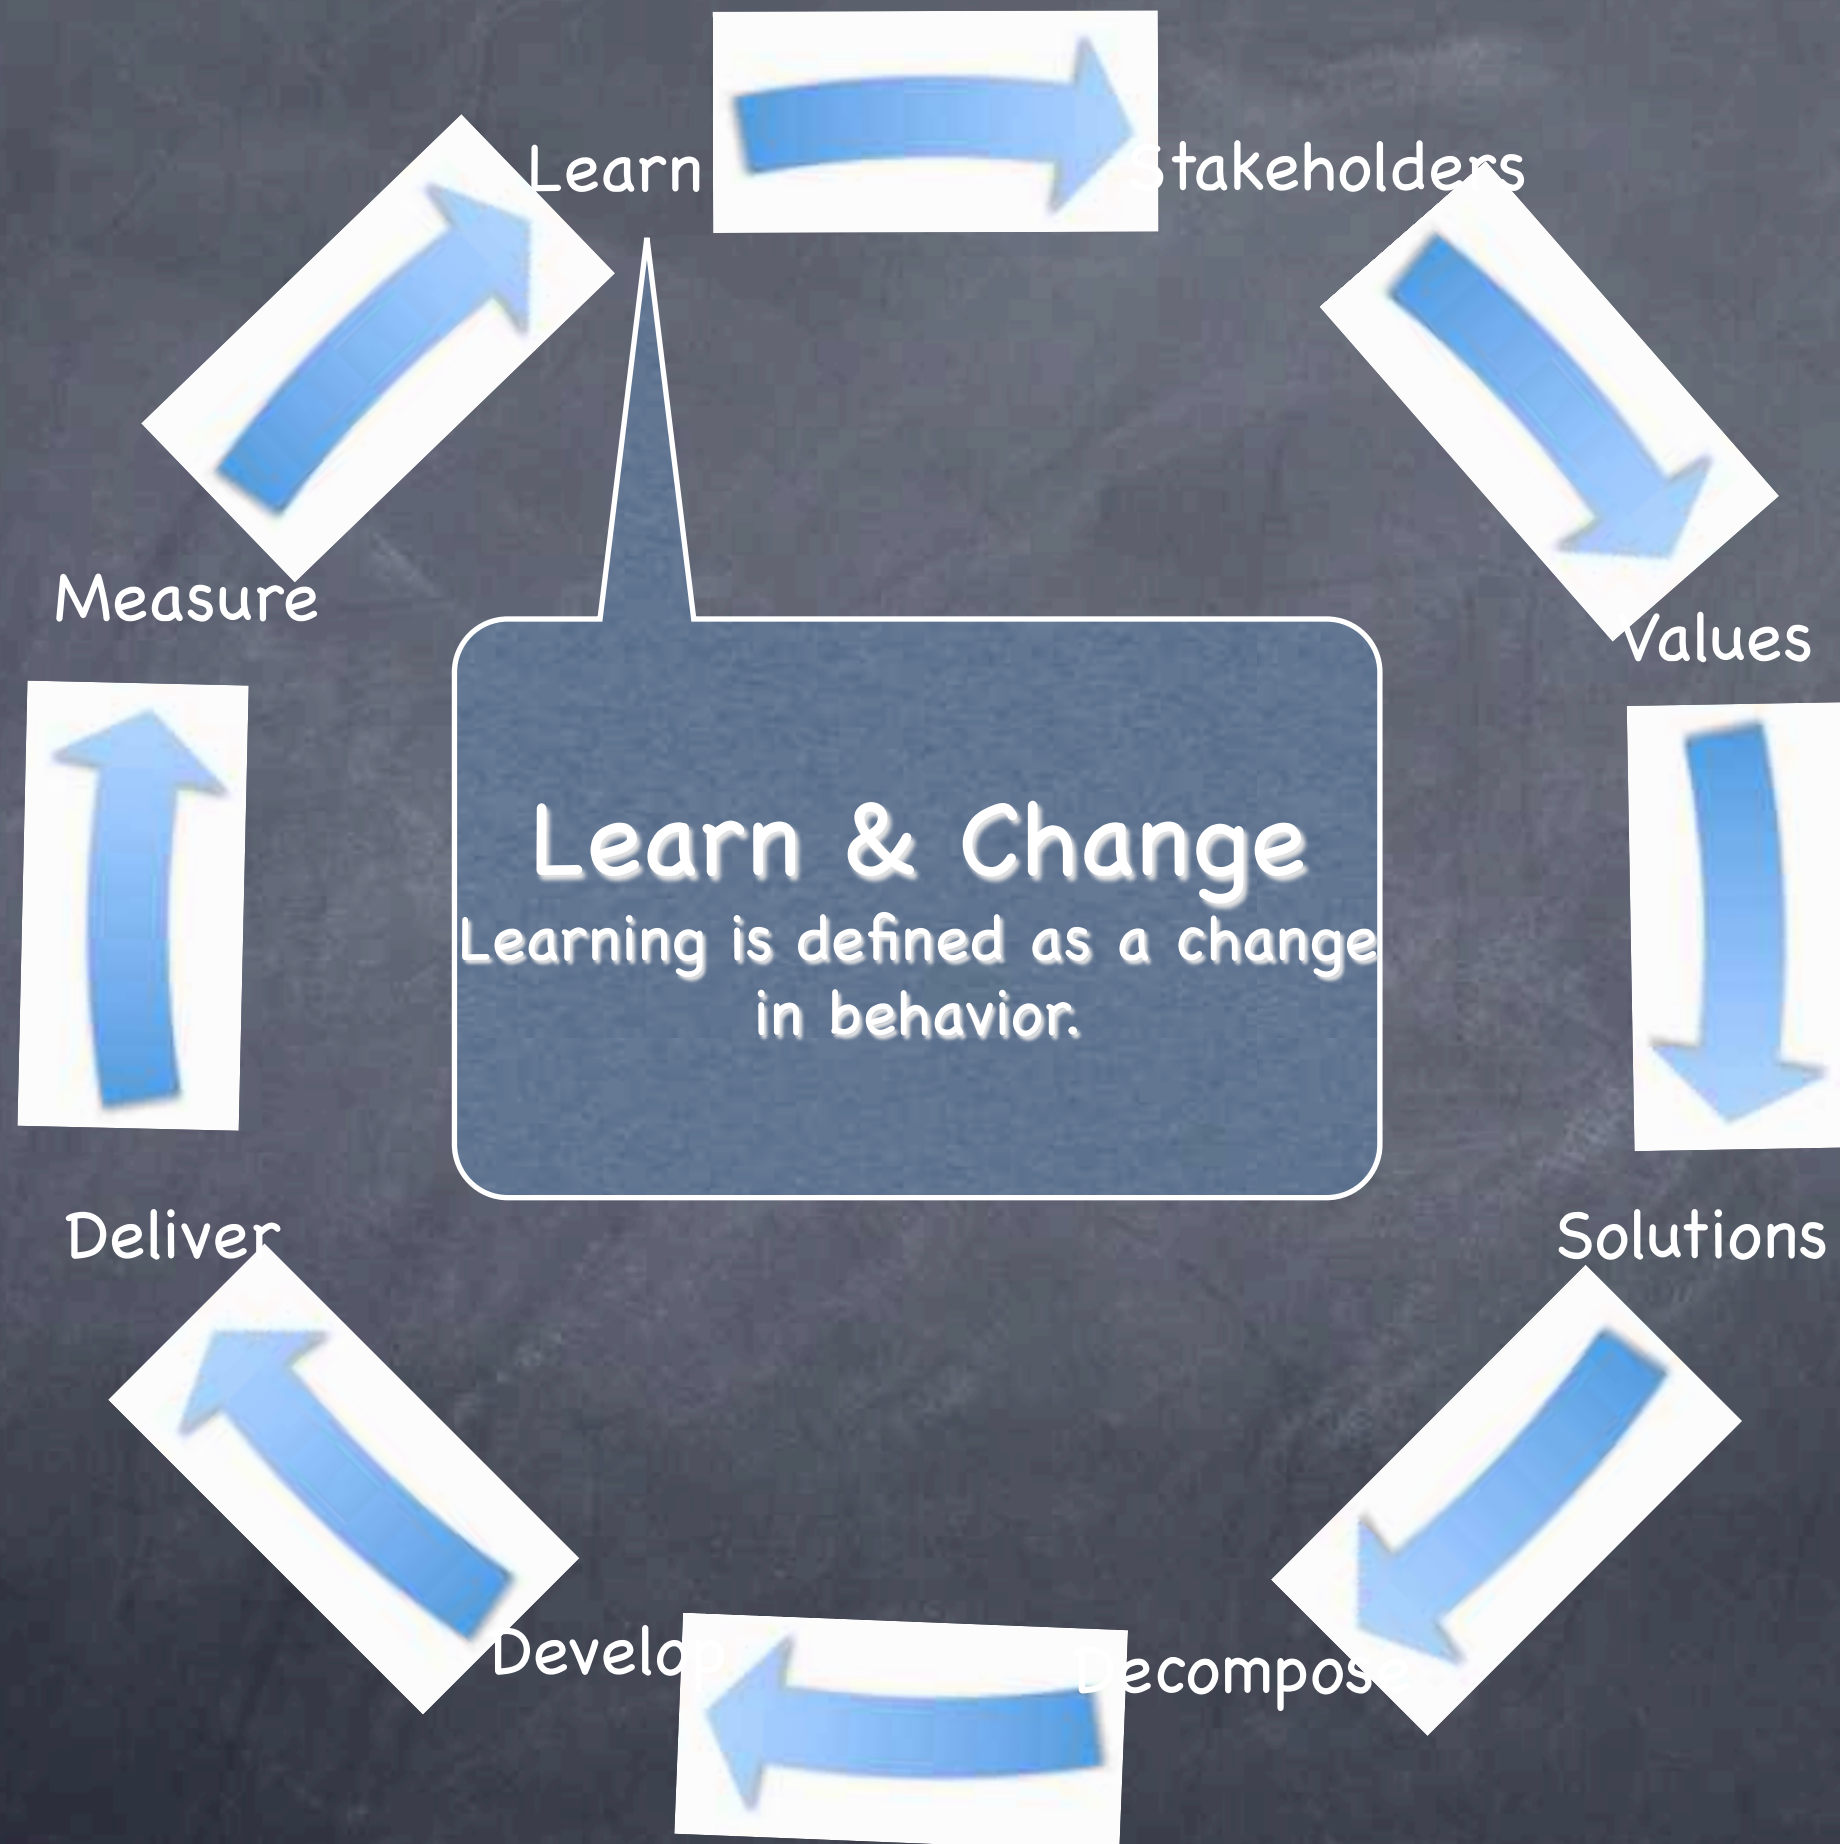 Learn
Stakeholders
Measure
Values
Learn & Change
Learning is defined as a change
in behavior.
Deliver
Solutions
Develop
Decompose